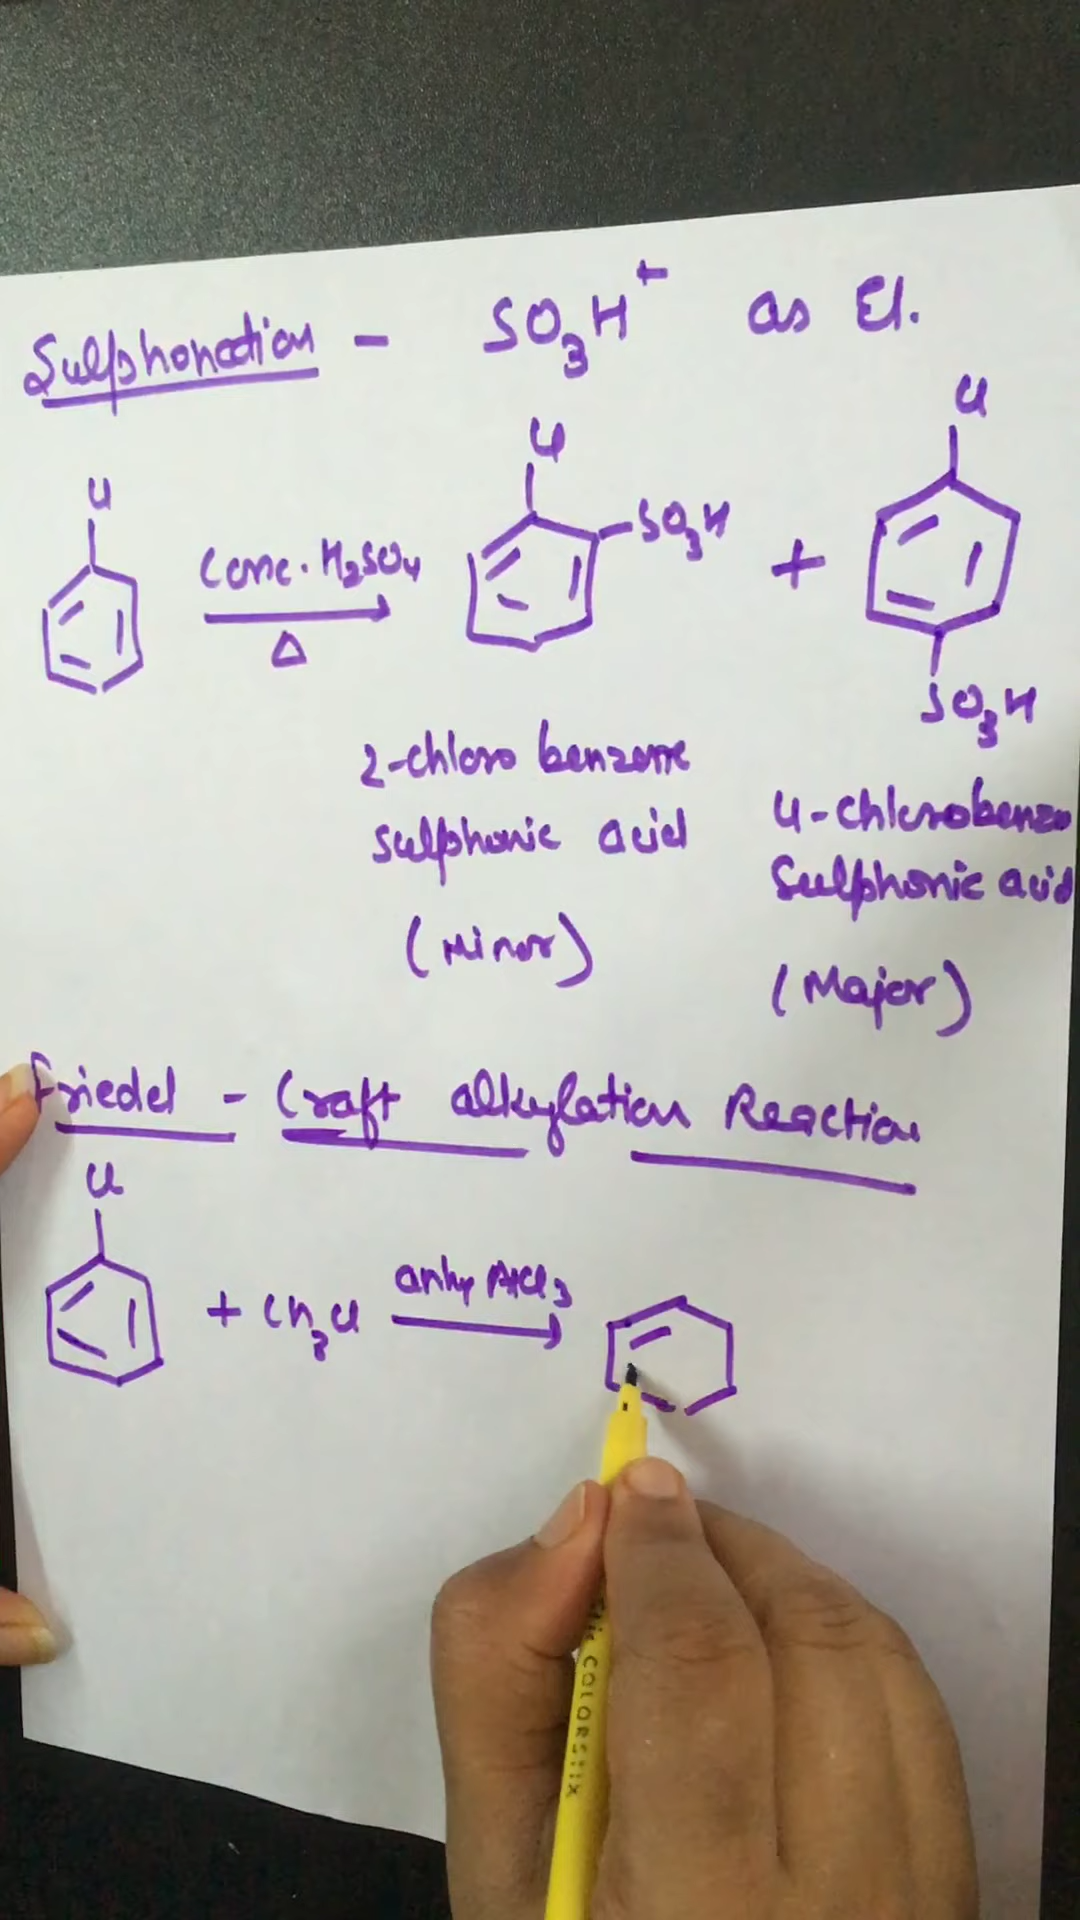 Sulphonation - SO3H+ as El.
Cl
Cl
Cl
Conc. H2SO4
Δ
SO3H
+
SO3H
2-chloro benzene
sulphonic acid
(Minor)
4-chlorobenze
Sulphonic acid
(Major)
Friedel - Craft alkylation Reaction
Cl
+ CH3Cl
anhy AlCl3
COLORSTIX